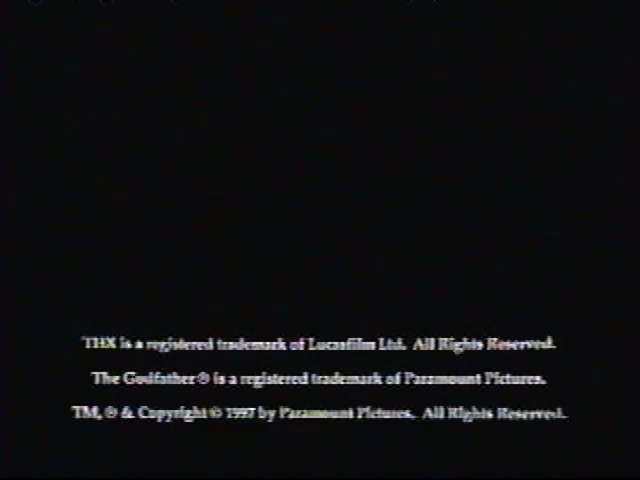 THX is a registered trademark of Lucasfilm Ltd. All Rights Reserved.
The Godfather® is a registered trademark of Paramount Pictures.
TM, ® & Copyright © 1997 by Paramount Pictures. All Rights Reserved.